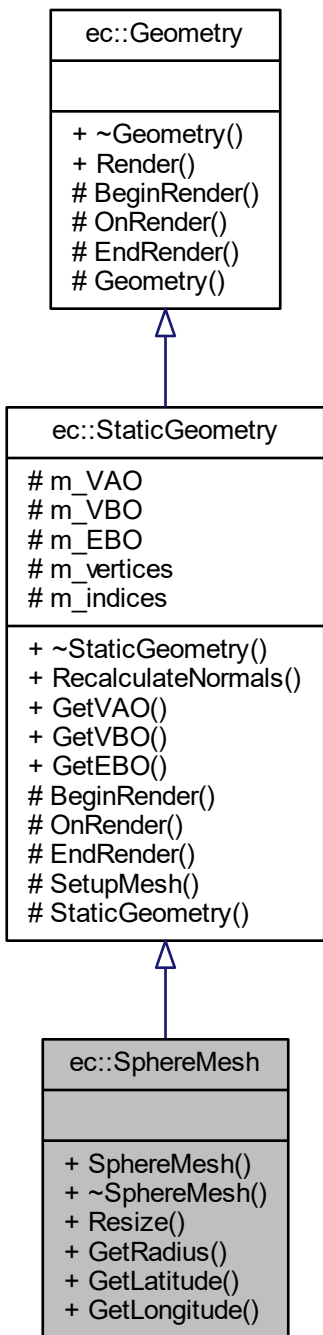 ec::Geometry
+ ~Geometry()
+ Render()
# BeginRender()
# OnRender()
# EndRender()
# Geometry()
ec::StaticGeometry
# m_VAO
# m_VBO
# m_EBO
# m_vertices
# m_indices
+ ~StaticGeometry()
+ RecalculateNormals()
+ GetVAO()
+ GetVBO()
+ GetEBO()
# BeginRender()
# OnRender()
# EndRender()
# SetupMesh()
# StaticGeometry()
ec::SphereMesh
+ SphereMesh()
+ ~SphereMesh()
+ Resize()
+ GetRadius()
+ GetLatitude()
+ GetLongitude()